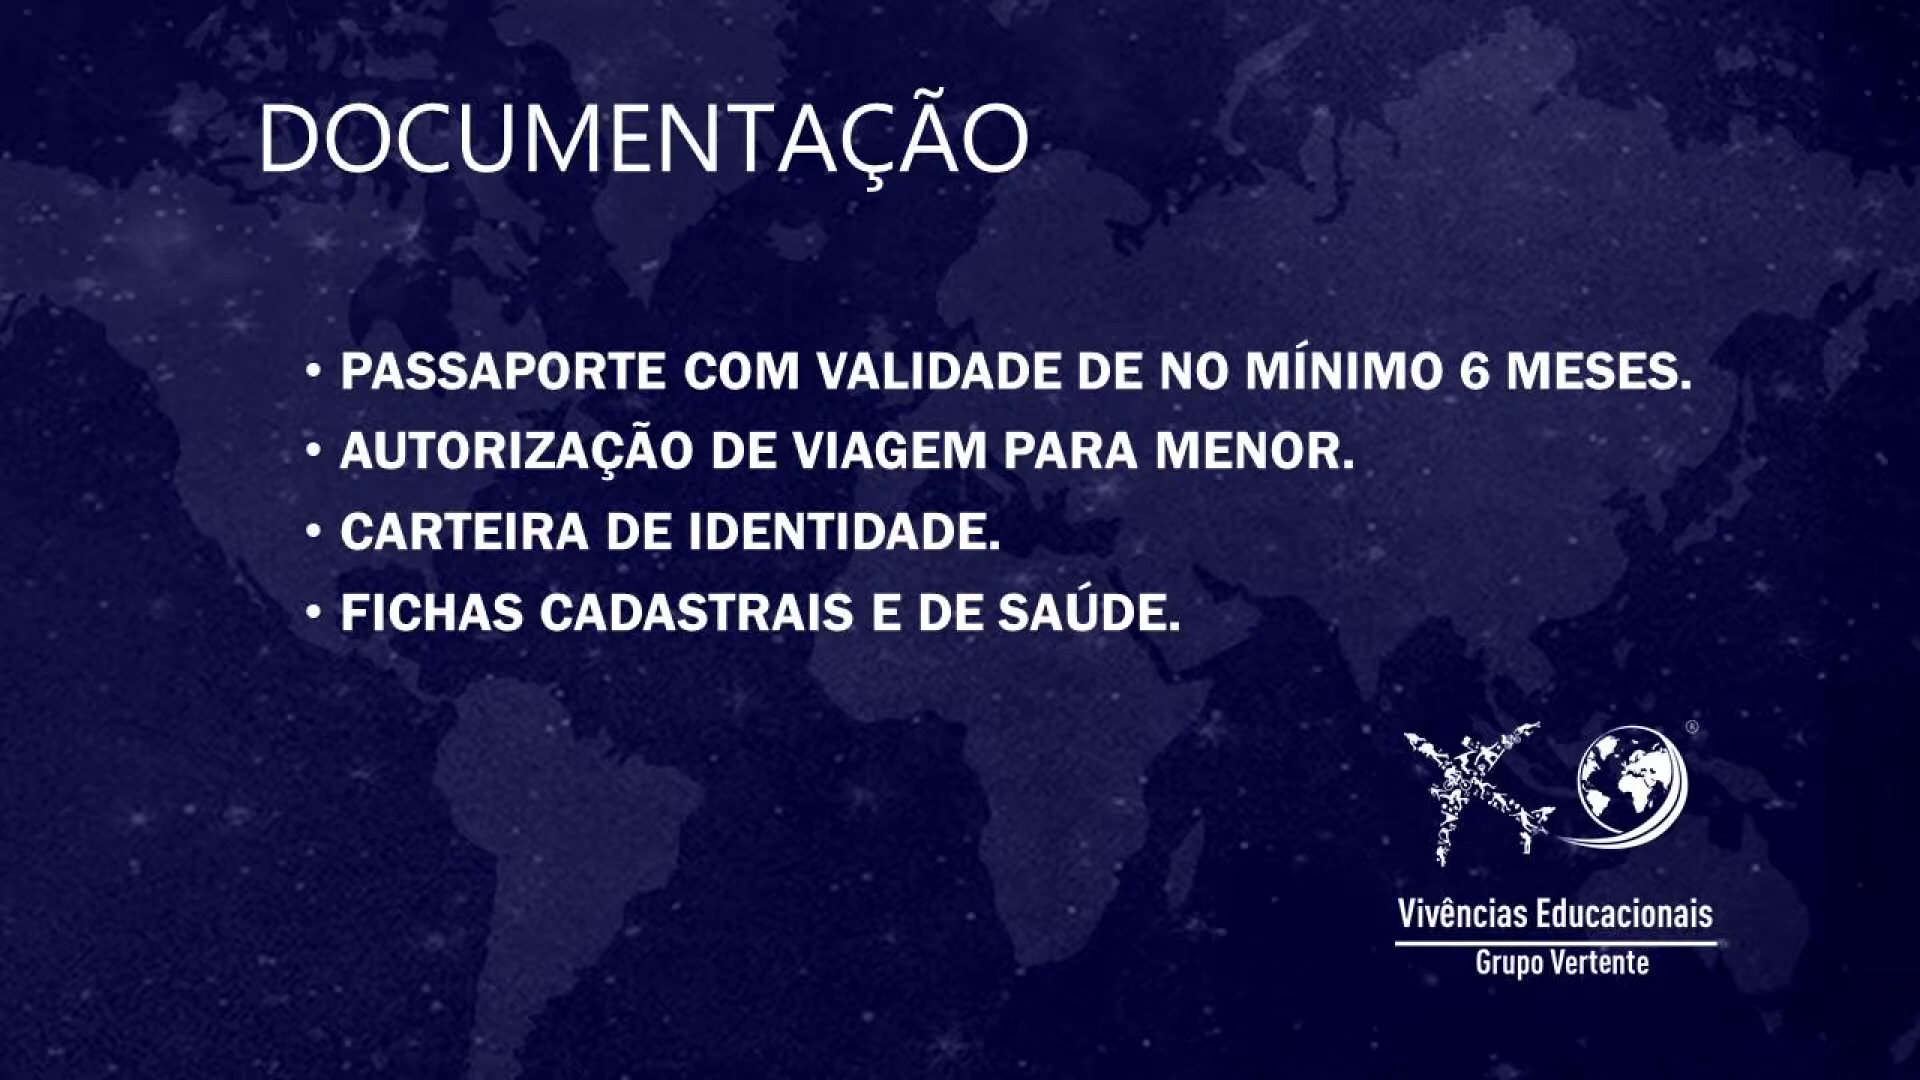 DOCUMENTAÇÃO
• PASSAPORTE COM VALIDADE DE NO MÍNIMO 6 MESES.
• AUTORIZAÇÃO DE VIAGEM PARA MENOR.
• CARTEIRA DE IDENTIDADE.
• FICHAS CADASTRAIS E DE SAÚDE.
®
Vivências Educacionais
Grupo Vertente